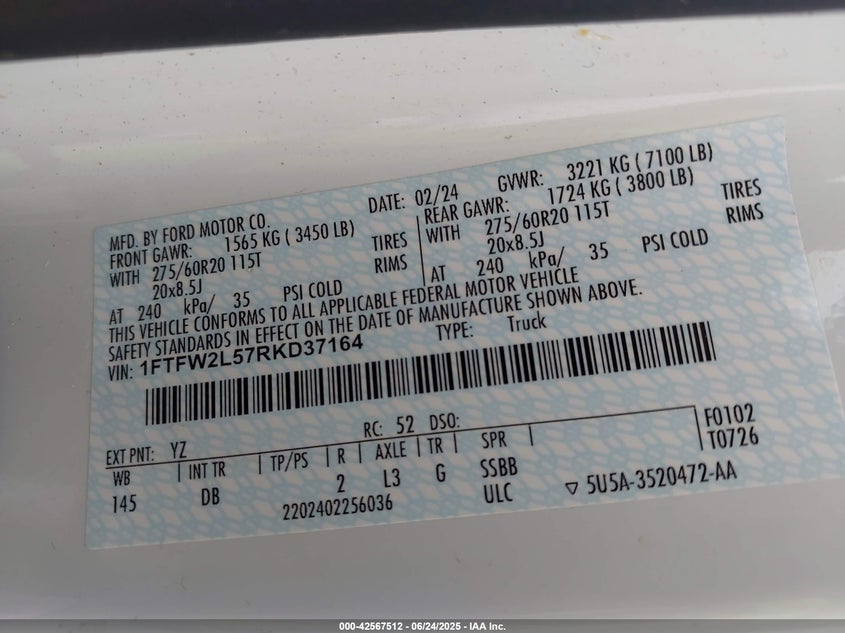 MFD. BY FORD MOTOR CO.
DATE: 02/24
GVWR: 3221 KG ( 7100 LB)
FRONT GAWR: 1565 KG ( 3450 LB)
WITH 275/60R20 115T TIRES
20x8.5J RIMS
AT 240 kPa/ 35 PSI COLD
REAR GAWR: 1724 KG ( 3800 LB)
WITH 275/60R20 115T TIRES
20x8.5J RIMS
AT 240 kPa/ 35 PSI COLD
THIS VEHICLE CONFORMS TO ALL APPLICABLE FEDERAL MOTOR VEHICLE
SAFETY STANDARDS IN EFFECT ON THE DATE OF MANUFACTURE SHOWN ABOVE.
VIN: 1FTFW2L57RKD37164
TYPE: Truck
EXT PNT: YZ RC: 52 DSO:
WB INT TR TP/PS R AXLE TR SPR F0102
145 DB 2 L3 G SSBB T0726
2202402256036 ULC ▽ 5U5A-3520472-AA
000-42567512 - 06/24/2025 - IAA Inc.